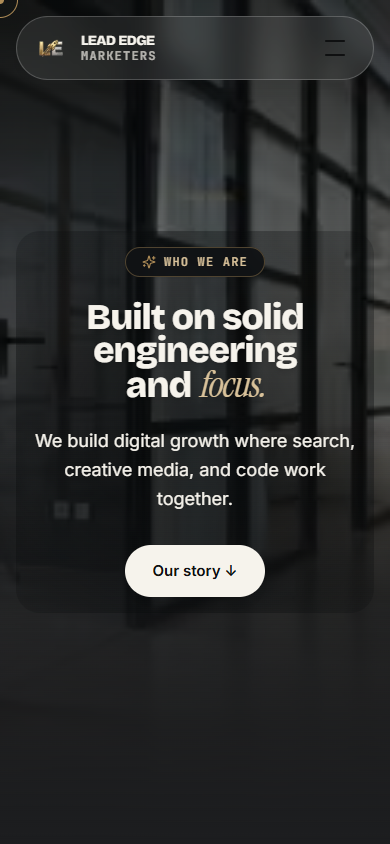 LE
LEAD EDGE
MARKETERS
WHO WE ARE
Built on solid
engineering
and focus.
We build digital growth where search,
creative media, and code work
together.
Our story ↓